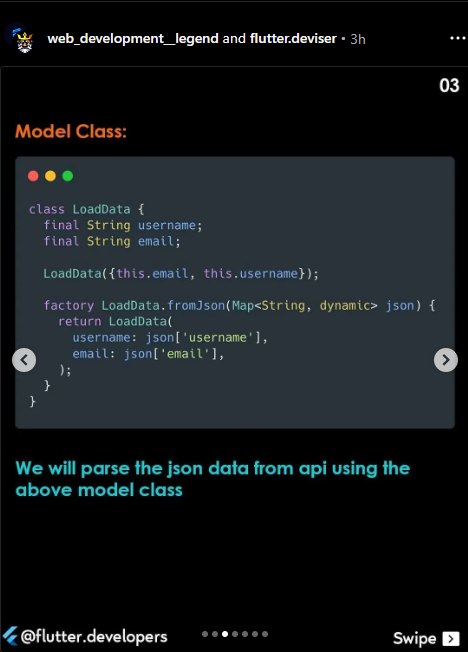 web_development__legend and flutter.deviser • 3h
03
Model Class:
class LoadData {
final String username;
final String email;
LoadData({this.email, this.username});
factory LoadData.fromJson(Map<String, dynamic> json) {
return LoadData(
username: json['username'],
email: json['email'],
);
}
}
We will parse the json data from api using the
above model class
@flutter.developers
Swipe